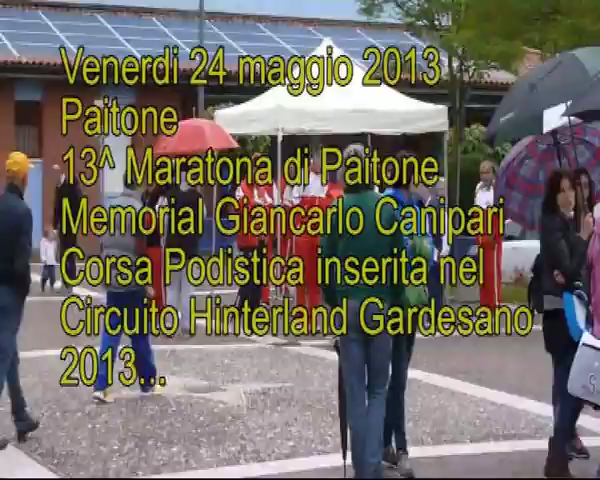 Venerdi 24 maggio 2013
Paitone
13^ Maratona di Paitone
Memorial Giancarlo Canipari
Corsa Podistica inserita nel
Circuito Hinterland Gardesano
2013...